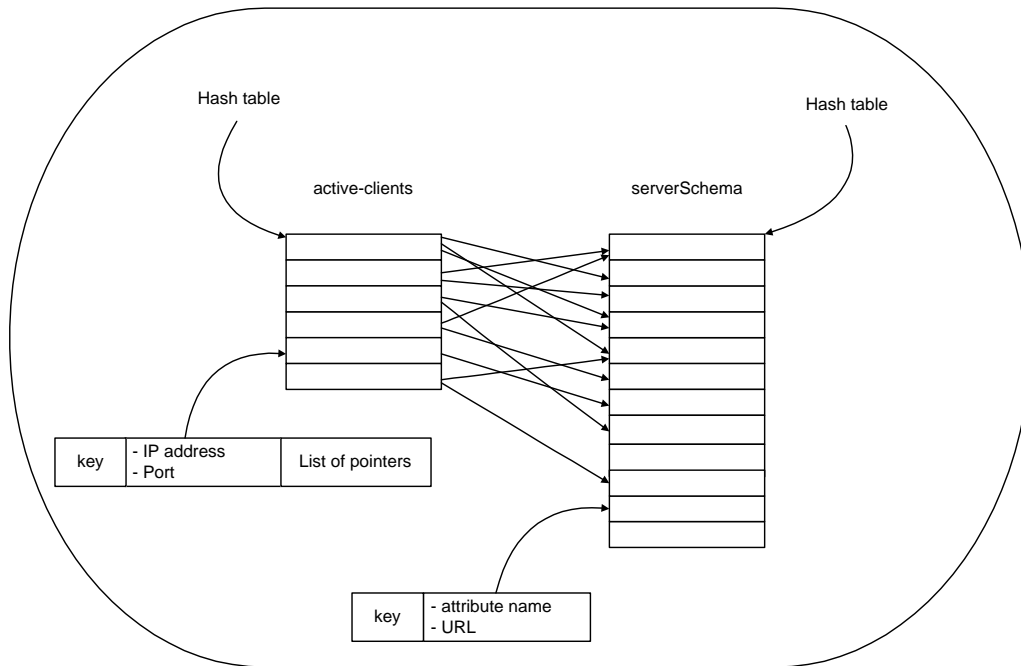 Hash table
Hash table
active-clients
serverSchema
key
- IP address
- Port
List of pointers
key
- attribute name
- URL